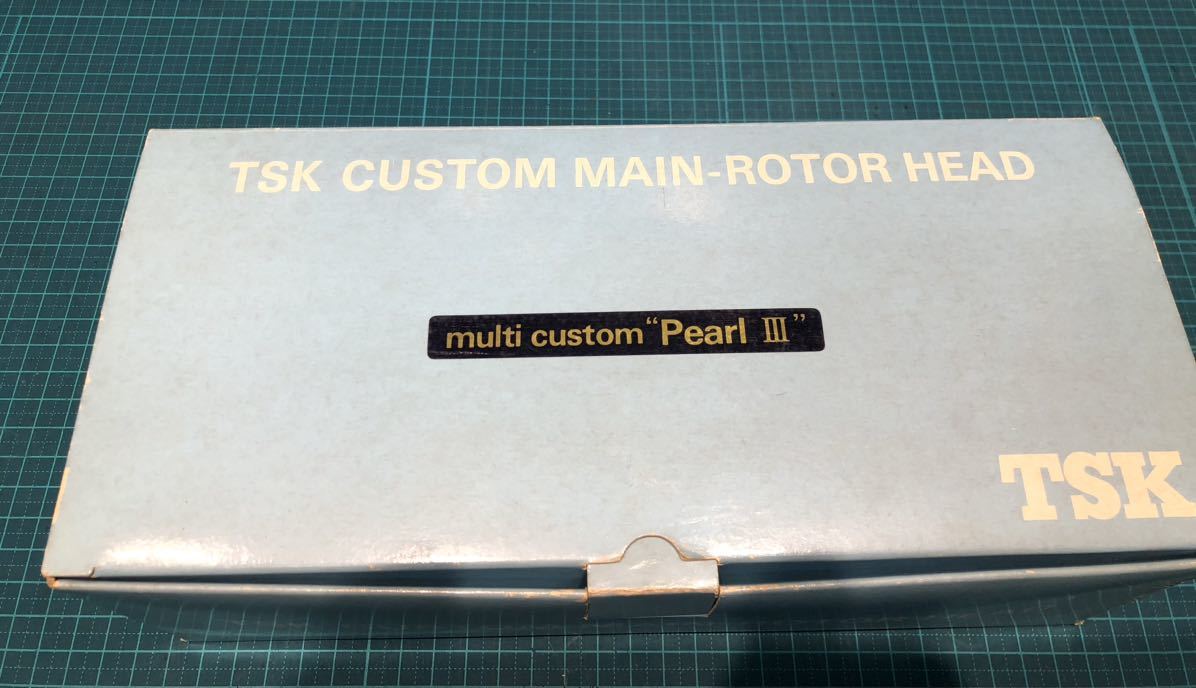 TSK CUSTOM MAIN-ROTOR HEAD
multi custom “Pearl III”
TSK